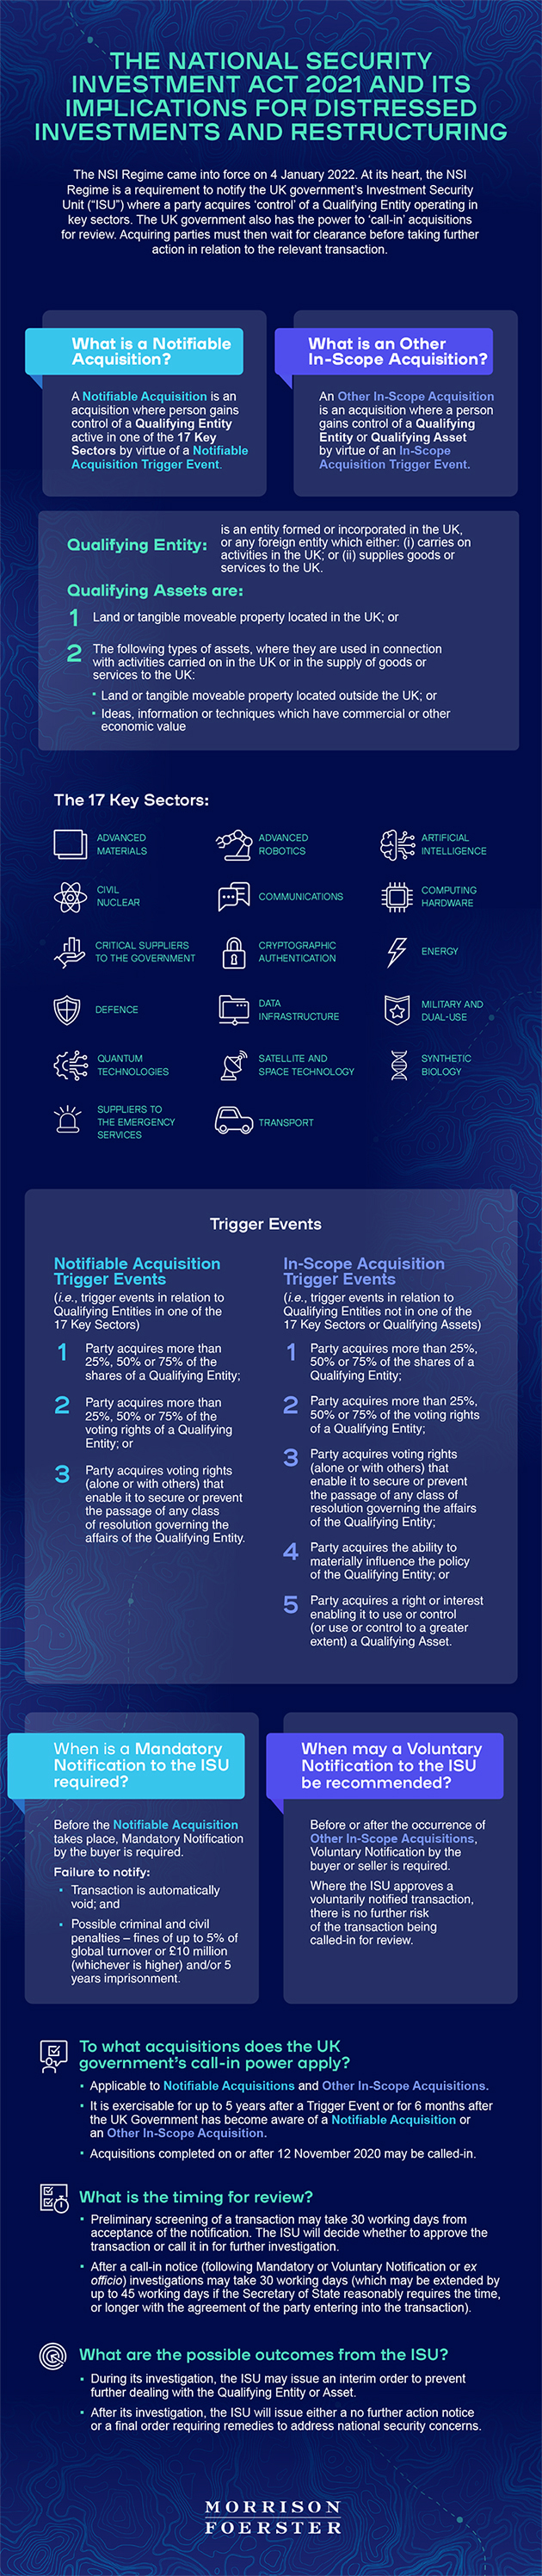 THE NATIONAL SECURITY
INVESTMENT ACT 2021 AND ITS
IMPLICATIONS FOR DISTRESSED
INVESTMENTS AND RESTRUCTURING
The NSI Regime came into force on 4 January 2022. At its heart, the NSI
Regime is a requirement to notify the UK government's Investment Security
Unit ("ISU") where a party acquires 'control' of a Qualifying Entity operating in
key sectors. The UK government also has the power to 'call-in' acquisitions
for review. Acquiring parties must then wait for clearance before taking further
action in relation to the relevant transaction.
What is a Notifiable
Acquisition?
A Notifiable Acquisition is an
acquisition where person gains
control of a Qualifying Entity
active in one of the 17 Key
Sectors by virtue of a Notifiable
Acquisition Trigger Event.
What is an Other
In-Scope Acquisition?
An Other In-Scope Acquisition
is an acquisition where a person
gains control of a Qualifying
Entity or Qualifying Asset
by virtue of an In-Scope
Acquisition Trigger Event.
Qualifying Entity:
is an entity formed or incorporated in the UK,
or any foreign entity which either: (i) carries on
activities in the UK; or (ii) supplies goods or
services to the UK.
Qualifying Assets are:
1 Land or tangible moveable property located in the UK; or
2 The following types of assets, where they are used in connection
with activities carried on in the UK or in the supply of goods or
services to the UK:
• Land or tangible moveable property located outside the UK; or
• Ideas, information or techniques which have commercial or other
economic value
The 17 Key Sectors:
ADVANCED
MATERIALS
ADVANCED
ROBOTICS
ARTIFICIAL
INTELLIGENCE
CIVIL
NUCLEAR
COMMUNICATIONS
COMPUTING
HARDWARE
CRITICAL SUPPLIERS
TO THE GOVERNMENT
CRYPTOGRAPHIC
AUTHENTICATION
ENERGY
DEFENCE
DATA
INFRASTRUCTURE
MILITARY AND
DUAL-USE
QUANTUM
TECHNOLOGIES
SATELLITE AND
SPACE TECHNOLOGY
SYNTHETIC
BIOLOGY
SUPPLIERS TO
THE EMERGENCY
SERVICES
TRANSPORT
Trigger Events
Notifiable Acquisition
Trigger Events
(i.e., trigger events in relation to
Qualifying Entities in one of the
17 Key Sectors)
1 Party acquires more than
25%, 50% or 75% of the
shares of a Qualifying Entity;
2 Party acquires more than
25%, 50% or 75% of the
voting rights of a Qualifying
Entity; or
3 Party acquires voting rights
(alone or with others) that
enable it to secure or prevent
the passage of any class
of resolution governing the
affairs of the Qualifying Entity.
In-Scope Acquisition
Trigger Events
(i.e., trigger events in relation to
Qualifying Entities not in one of the
17 Key Sectors or Qualifying Assets)
1 Party acquires more than 25%,
50% or 75% of the shares of a
Qualifying Entity;
2 Party acquires more than 25%,
50% or 75% of the voting rights
of a Qualifying Entity;
3 Party acquires voting rights
(alone or with others) that
enable it to secure or prevent
the passage of any class of
resolution governing the affairs
of the Qualifying Entity;
4 Party acquires the ability to
materially influence the policy
of the Qualifying Entity; or
5 Party acquires a right or interest
enabling it to use or control
(or use or control to a greater
extent) a Qualifying Asset.
When is a Mandatory
Notification to the ISU
required?
Before the Notifiable Acquisition
takes place, Mandatory Notification
by the buyer is required.
Failure to notify:
• Transaction is automatically
void; and
• Possible criminal and civil
penalties – fines of up to 5% of
global turnover or £10 million
(whichever is higher) and/or 5
years imprisonment.
When may a Voluntary
Notification to the ISU
be recommended?
Before or after the occurrence of
Other In-Scope Acquisitions,
Voluntary Notification by the
buyer or seller is required.
Where the ISU approves a
voluntarily notified transaction,
there is no further risk
of the transaction being
called-in for review.
To what acquisitions does the UK
government's call-in power apply?
• Applicable to Notifiable Acquisitions and Other In-Scope Acquisitions.
• It is exercisable for up to 5 years after a Trigger Event or for 6 months after
the UK Government has become aware of a Notifiable Acquisition or
an Other In-Scope Acquisition.
• Acquisitions completed on or after 12 November 2020 may be called-in.
What is the timing for review?
• Preliminary screening of a transaction may take 30 working days from
acceptance of the notification. The ISU will decide whether to approve the
transaction or call it in for further investigation.
• After a call-in notice (following Mandatory or Voluntary Notification or ex
officio) investigations may take 30 working days (which may be extended by
up to 45 working days if the Secretary of State reasonably requires the time,
or longer with the agreement of the party entering into the transaction).
What are the possible outcomes from the ISU?
• During its investigation, the ISU may issue an interim order to prevent
further dealing with the Qualifying Entity or Asset.
• After its investigation, the ISU will issue either a no further action notice
or a final order requiring remedies to address national security concerns.
MORRISON
FOERSTER